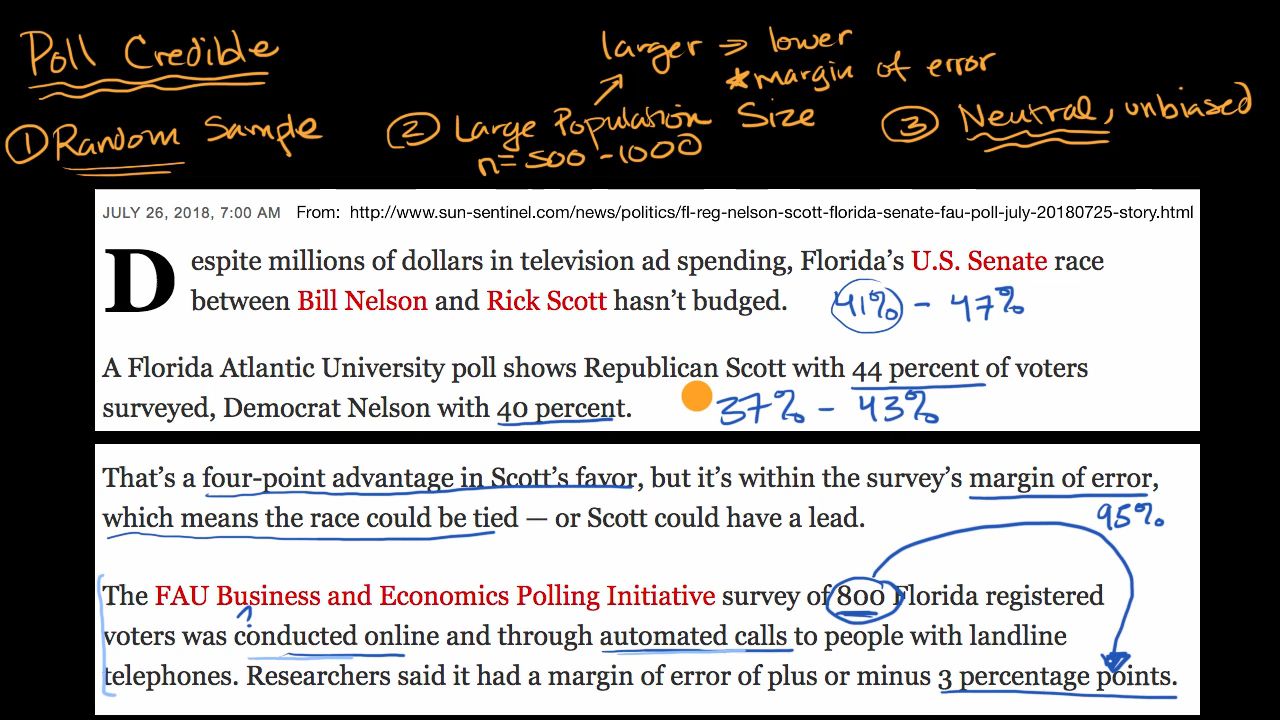 Poll Credible
larger => lower
*margin of error
① Random Sample
② Large Population Size
n=500-1000
③ Neutral, unbiased
JULY 26, 2018, 7:00 AM From: http://www.sun-sentinel.com/news/politics/fl-reg-nelson-scott-florida-senate-fau-poll-july-20180725-story.html
Despite millions of dollars in television ad spending, Florida’s U.S. Senate race
between Bill Nelson and Rick Scott hasn’t budged. 41% - 47%
A Florida Atlantic University poll shows Republican Scott with 44 percent of voters
surveyed, Democrat Nelson with 40 percent. 37% - 43%
That’s a four-point advantage in Scott’s favor, but it’s within the survey’s margin of error,
which means the race could be tied — or Scott could have a lead. 95%
The FAU Business and Economics Polling Initiative survey of 800 Florida registered
?
voters was conducted online and through automated calls to people with landline
telephones. Researchers said it had a margin of error of plus or minus 3 percentage points.